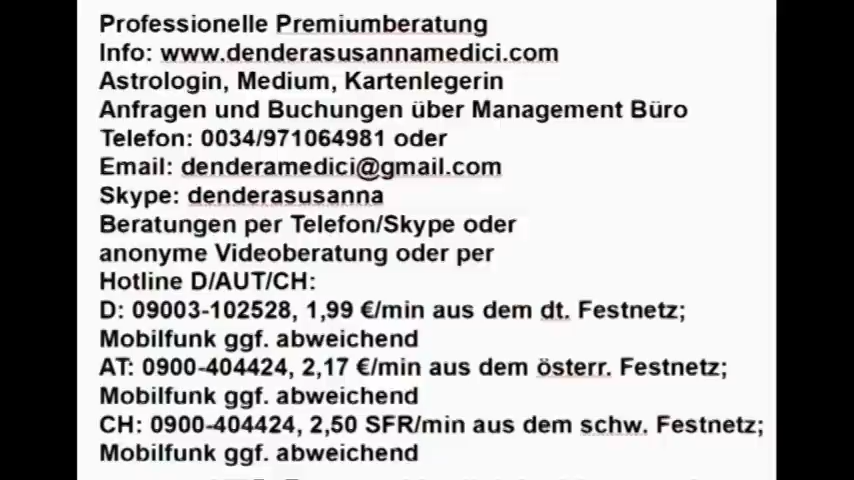 Professionelle Premiumberatung
Info: www.denderasusannamedici.com
Astrologin, Medium, Kartenlegerin
Anfragen und Buchungen über Management Büro
Telefon: 0034/971064981 oder
Email: denderamedici@gmail.com
Skype: denderasusanna
Beratungen per Telefon/Skype oder
anonyme Videoberatung oder per
Hotline D/AUT/CH:
D: 09003-102528, 1,99 €/min aus dem dt. Festnetz;
Mobilfunk ggf. abweichend
AT: 0900-404424, 2,17 €/min aus dem österr. Festnetz;
Mobilfunk ggf. abweichend
CH: 0900-404424, 2,50 SFR/min aus dem schw. Festnetz;
Mobilfunk ggf. abweichend